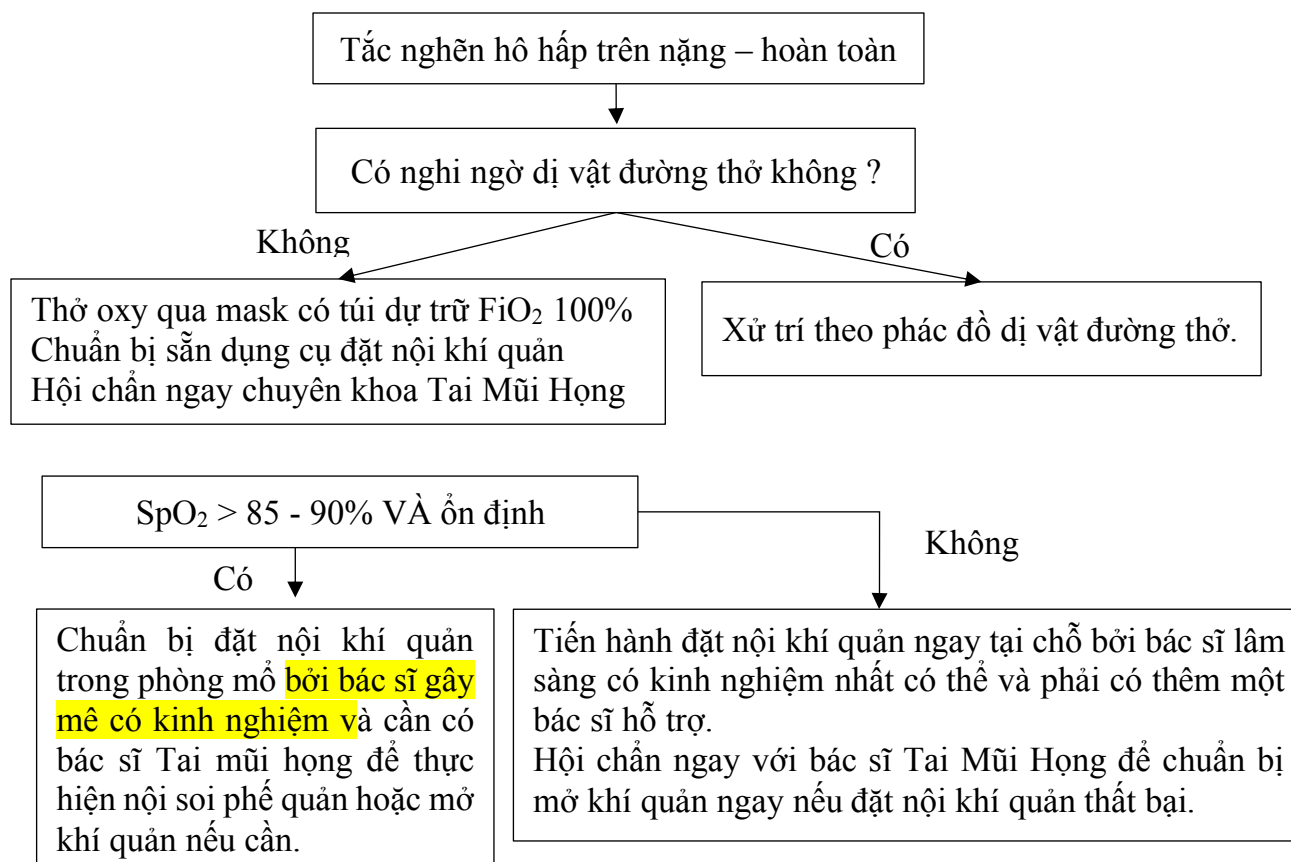 Tắc nghẽn hô hấp trên nặng – hoàn toàn
Có nghi ngờ dị vật đường thở không ?
Không
Có
Thở oxy qua mask có túi dự trữ FiO₂ 100%
Chuẩn bị sẵn dụng cụ đặt nội khí quản
Hội chẩn ngay chuyên khoa Tai Mũi Họng
Xử trí theo phác đồ dị vật đường thở.
SpO₂ > 85 - 90% VÀ ổn định
Có
Không
Chuẩn bị đặt nội khí quản
trong phòng mổ bởi bác sĩ gây
mê có kinh nghiệm và cần có
bác sĩ Tai mũi họng để thực
hiện nội soi phế quản hoặc mở
khí quản nếu cần.
Tiến hành đặt nội khí quản ngay tại chỗ bởi bác sĩ lâm
sàng có kinh nghiệm nhất có thể và phải có thêm một
bác sĩ hỗ trợ.
Hội chẩn ngay với bác sĩ Tai Mũi Họng để chuẩn bị
mở khí quản ngay nếu đặt nội khí quản thất bại.